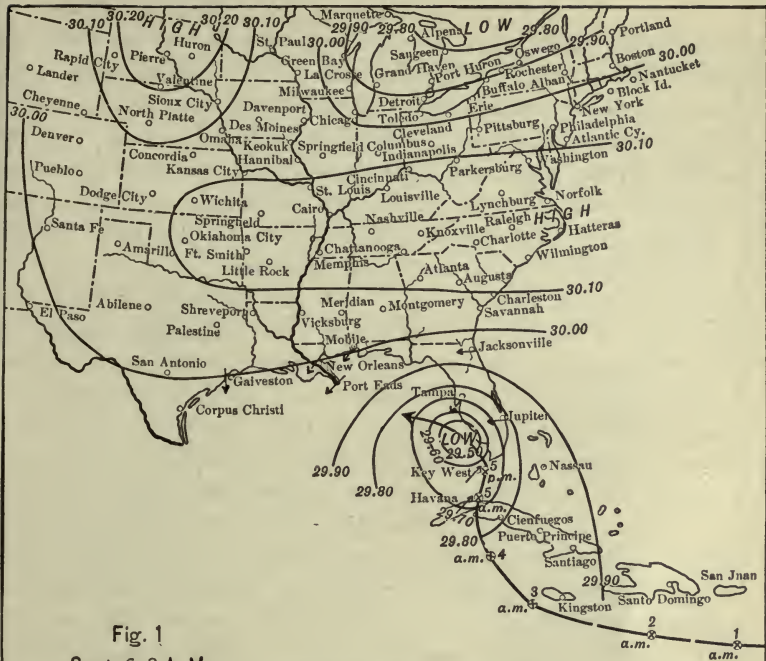 30.10
30.20
HIGH
30.20
30.10
Marquette
29.90
29.80
Alpena
LOW
29.80
Portland
Huron
Pierre
Rapid City
St. Paul
30.00
Green Bay
Saugeen
Oswego
29.90
Boston
Lander
Valentine
La Crosse
Grand Haven
Port Huron
Rochester
30.00
Nantucket
Sioux City
Milwaukee
Detroit
Buffalo
Alban
Block Id.
Cheyenne
North Platte
Davenport
Chicago
Toledo
Erie
New York
30.00
Denver
Omaha
Des Moines
Cleveland
Pittsburg
Philadelphia
Keokuk
Springfield
Columbus
Atlantic Cy.
Concordia
Hannibal
Indianapolis
30.10
Pueblo
Kansas City
Cincinnati
Parkersburg
Washington
Dodge City
Wichita
St. Louis
Louisville
Lynchburg
Norfolk
Santa Fe
Springfield
Cairo
Nashville
Knoxville
Raleigh
HIGH
Oklahoma City
Hatteras
Amarillo
Ft. Smith
Chattanooga
Charlotte
Little Rock
Memphis
Wilmington
Atlanta
Augusta
30.10
El Paso
Abilene
Shreveport
Meridian
Montgomery
Charleston
Vicksburg
Savannah
Palestine
30.00
Mobile
Jacksonville
San Antonio
New Orleans
Galveston
Port Eads
Tampa
Corpus Christi
Jupiter
LOW
29.60
29.50
29.90
Key West
5
p.m.
Nassau
29.80
Havana
5
a.m.
29.70
Cienfuegos
29.80
Puerto Principe
a.m.
4
Santiago
29.90
San Jnan
3
a.m.
Kingston
Santo Domingo
2
a.m.
1
a.m.
Fig. 1